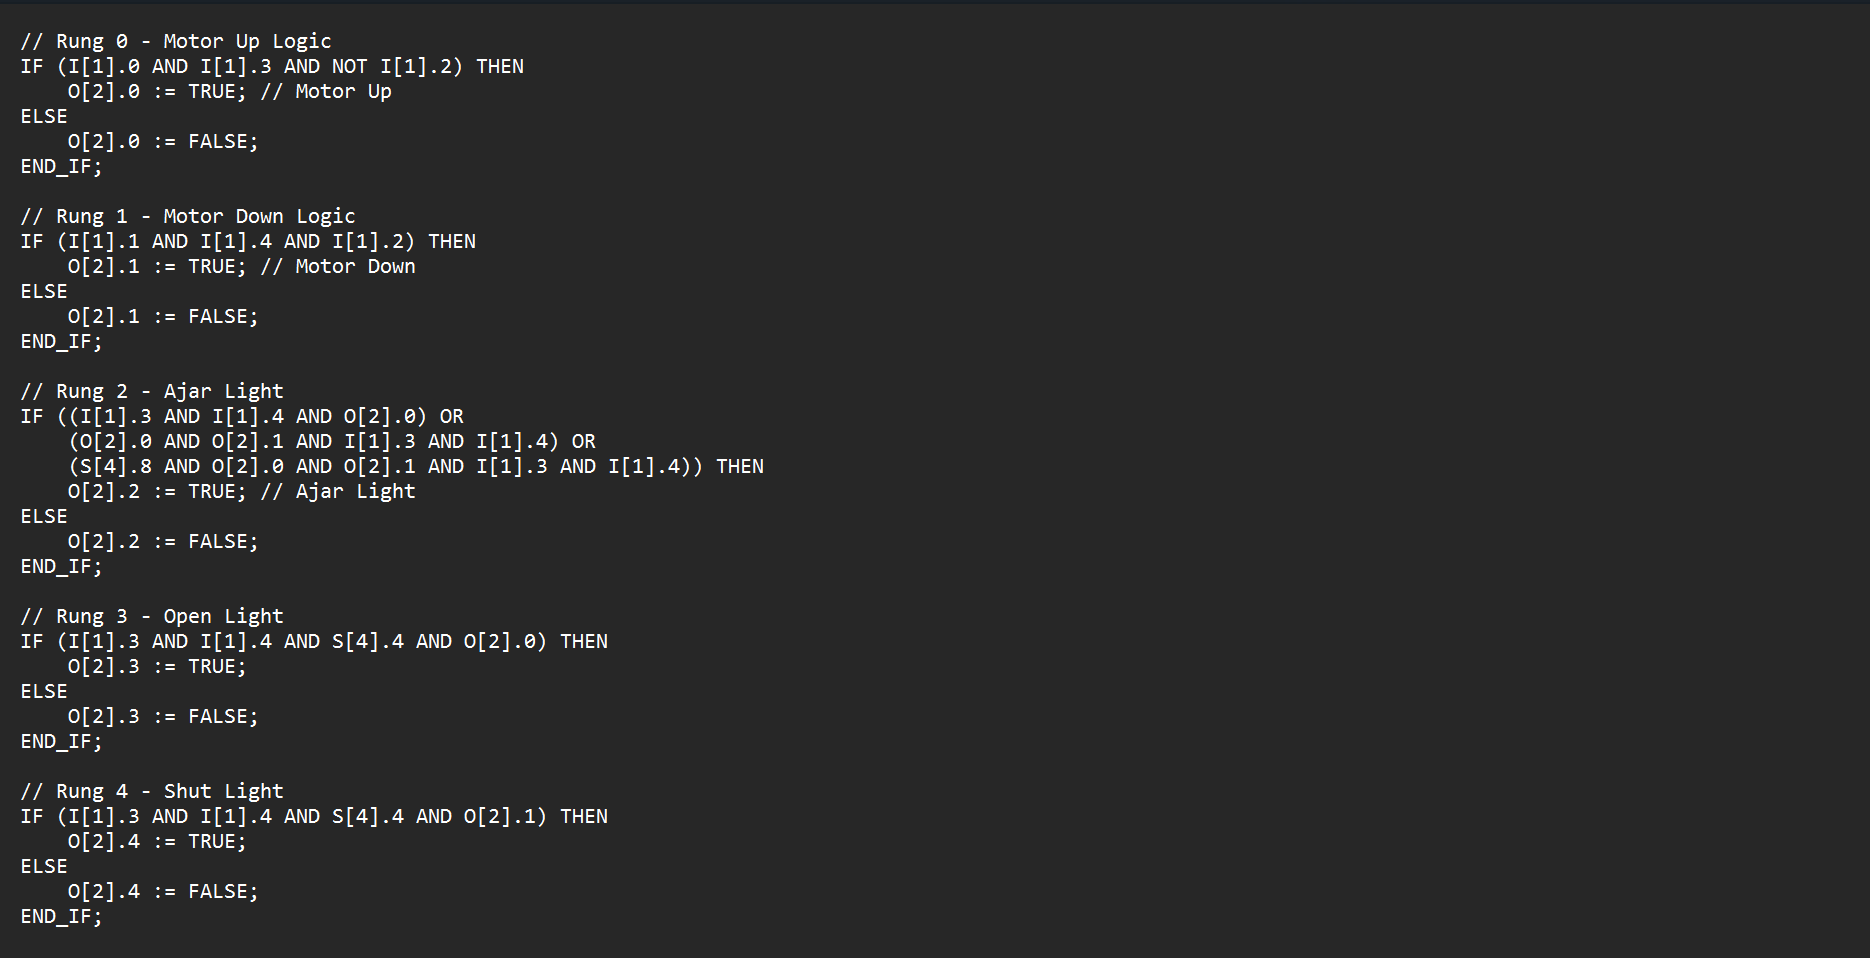 // Rung 0 - Motor Up Logic
IF (I[1].0 AND I[1].3 AND NOT I[1].2) THEN
    O[2].0 := TRUE; // Motor Up
ELSE
    O[2].0 := FALSE;
END_IF;

// Rung 1 - Motor Down Logic
IF (I[1].1 AND I[1].4 AND I[1].2) THEN
    O[2].1 := TRUE; // Motor Down
ELSE
    O[2].1 := FALSE;
END_IF;

// Rung 2 - Ajar Light
IF ((I[1].3 AND I[1].4 AND O[2].0) OR
    (O[2].0 AND O[2].1 AND I[1].3 AND I[1].4) OR
    (S[4].8 AND O[2].0 AND O[2].1 AND I[1].3 AND I[1].4)) THEN
    O[2].2 := TRUE; // Ajar Light
ELSE
    O[2].2 := FALSE;
END_IF;

// Rung 3 - Open Light
IF (I[1].3 AND I[1].4 AND S[4].4 AND O[2].0) THEN
    O[2].3 := TRUE;
ELSE
    O[2].3 := FALSE;
END_IF;

// Rung 4 - Shut Light
IF (I[1].3 AND I[1].4 AND S[4].4 AND O[2].1) THEN
    O[2].4 := TRUE;
ELSE
    O[2].4 := FALSE;
END_IF;